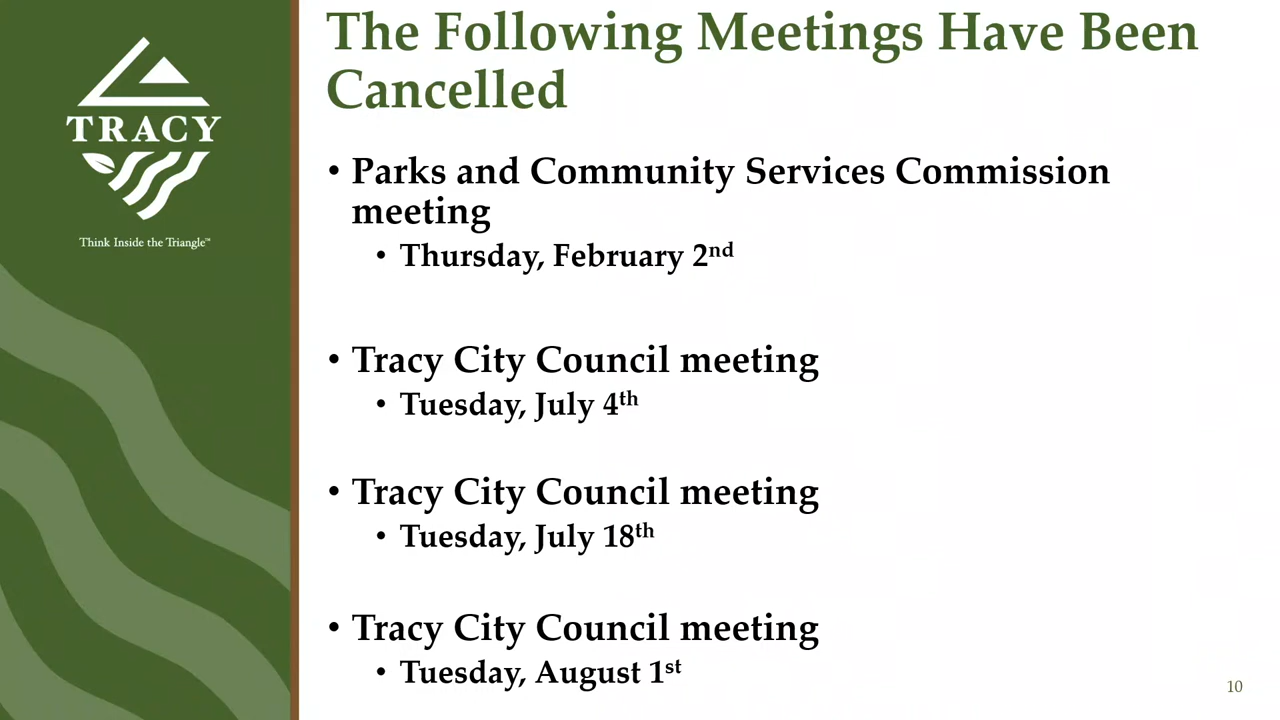 TRACY
Think Inside the Triangle™
The Following Meetings Have Been
Cancelled
• Parks and Community Services Commission
meeting
• Thursday, February 2nd
• Tracy City Council meeting
• Tuesday, July 4th
• Tracy City Council meeting
• Tuesday, July 18th
• Tracy City Council meeting
• Tuesday, August 1st
10